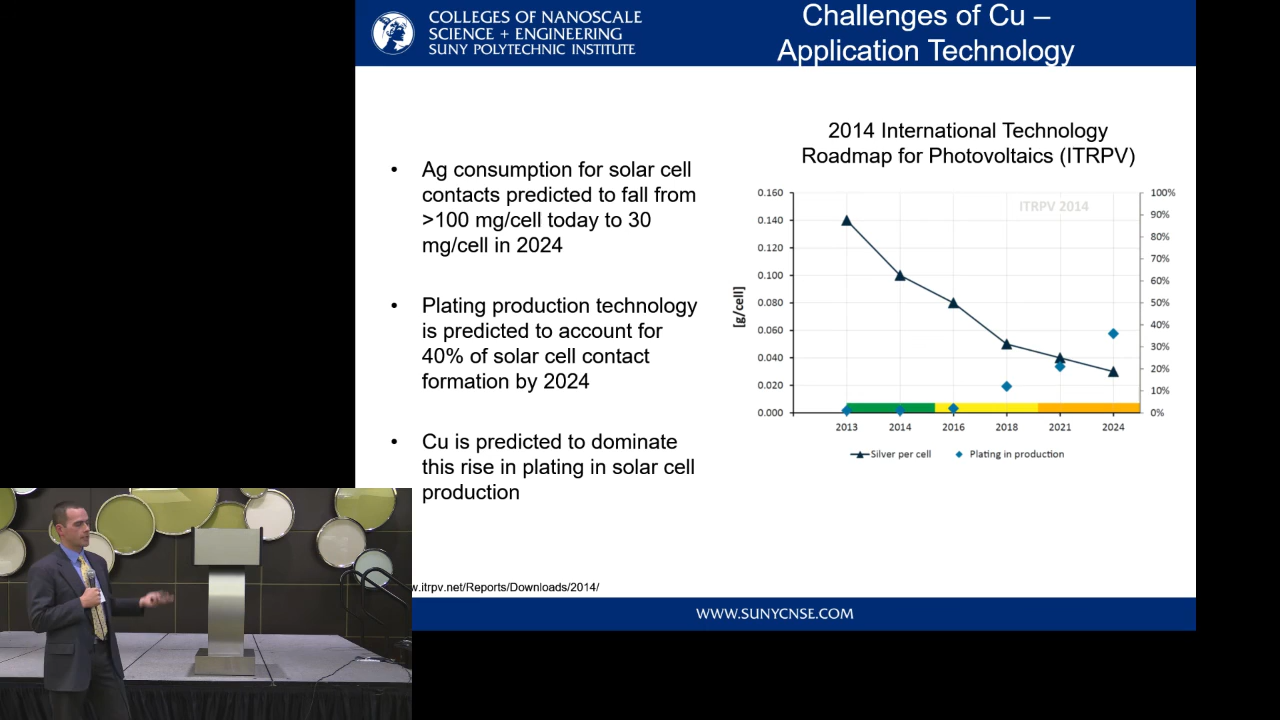 COLLEGES OF NANOSCALE
SCIENCE + ENGINEERING
SUNY POLYTECHNIC INSTITUTE
Challenges of Cu –
Application Technology
• Ag consumption for solar cell
contacts predicted to fall from
>100 mg/cell today to 30
mg/cell in 2024
• Plating production technology
is predicted to account for
40% of solar cell contact
formation by 2024
• Cu is predicted to dominate
this rise in plating in solar cell
production
2014 International Technology
Roadmap for Photovoltaics (ITRPV)
ITRPV 2014
[g/cell]
0.160
0.140
0.120
0.100
0.080
0.060
0.040
0.020
0.000
100%
90%
80%
70%
60%
50%
40%
30%
20%
10%
0%
2013 2014 2016 2018 2021 2024
Silver per cell Plating in production
w.itrpv.net/Reports/Downloads/2014/
WWW.SUNYCNSE.COM